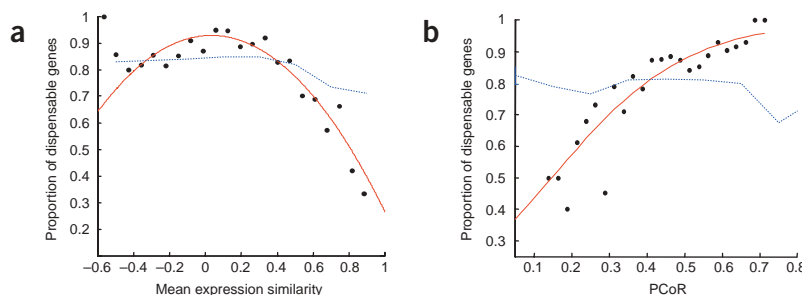 a
Proportion of dispensable genes
1
0.9
0.8
0.7
0.6
0.5
0.4
0.3
0.2
–0.6 –0.4 –0.2 0 0.2 0.4 0.6 0.8 1
Mean expression similarity
b
Proportion of dispensable genes
1
0.9
0.8
0.7
0.6
0.5
0.4
0.3
0.1 0.2 0.3 0.4 0.5 0.6 0.7 0.8
PCoR